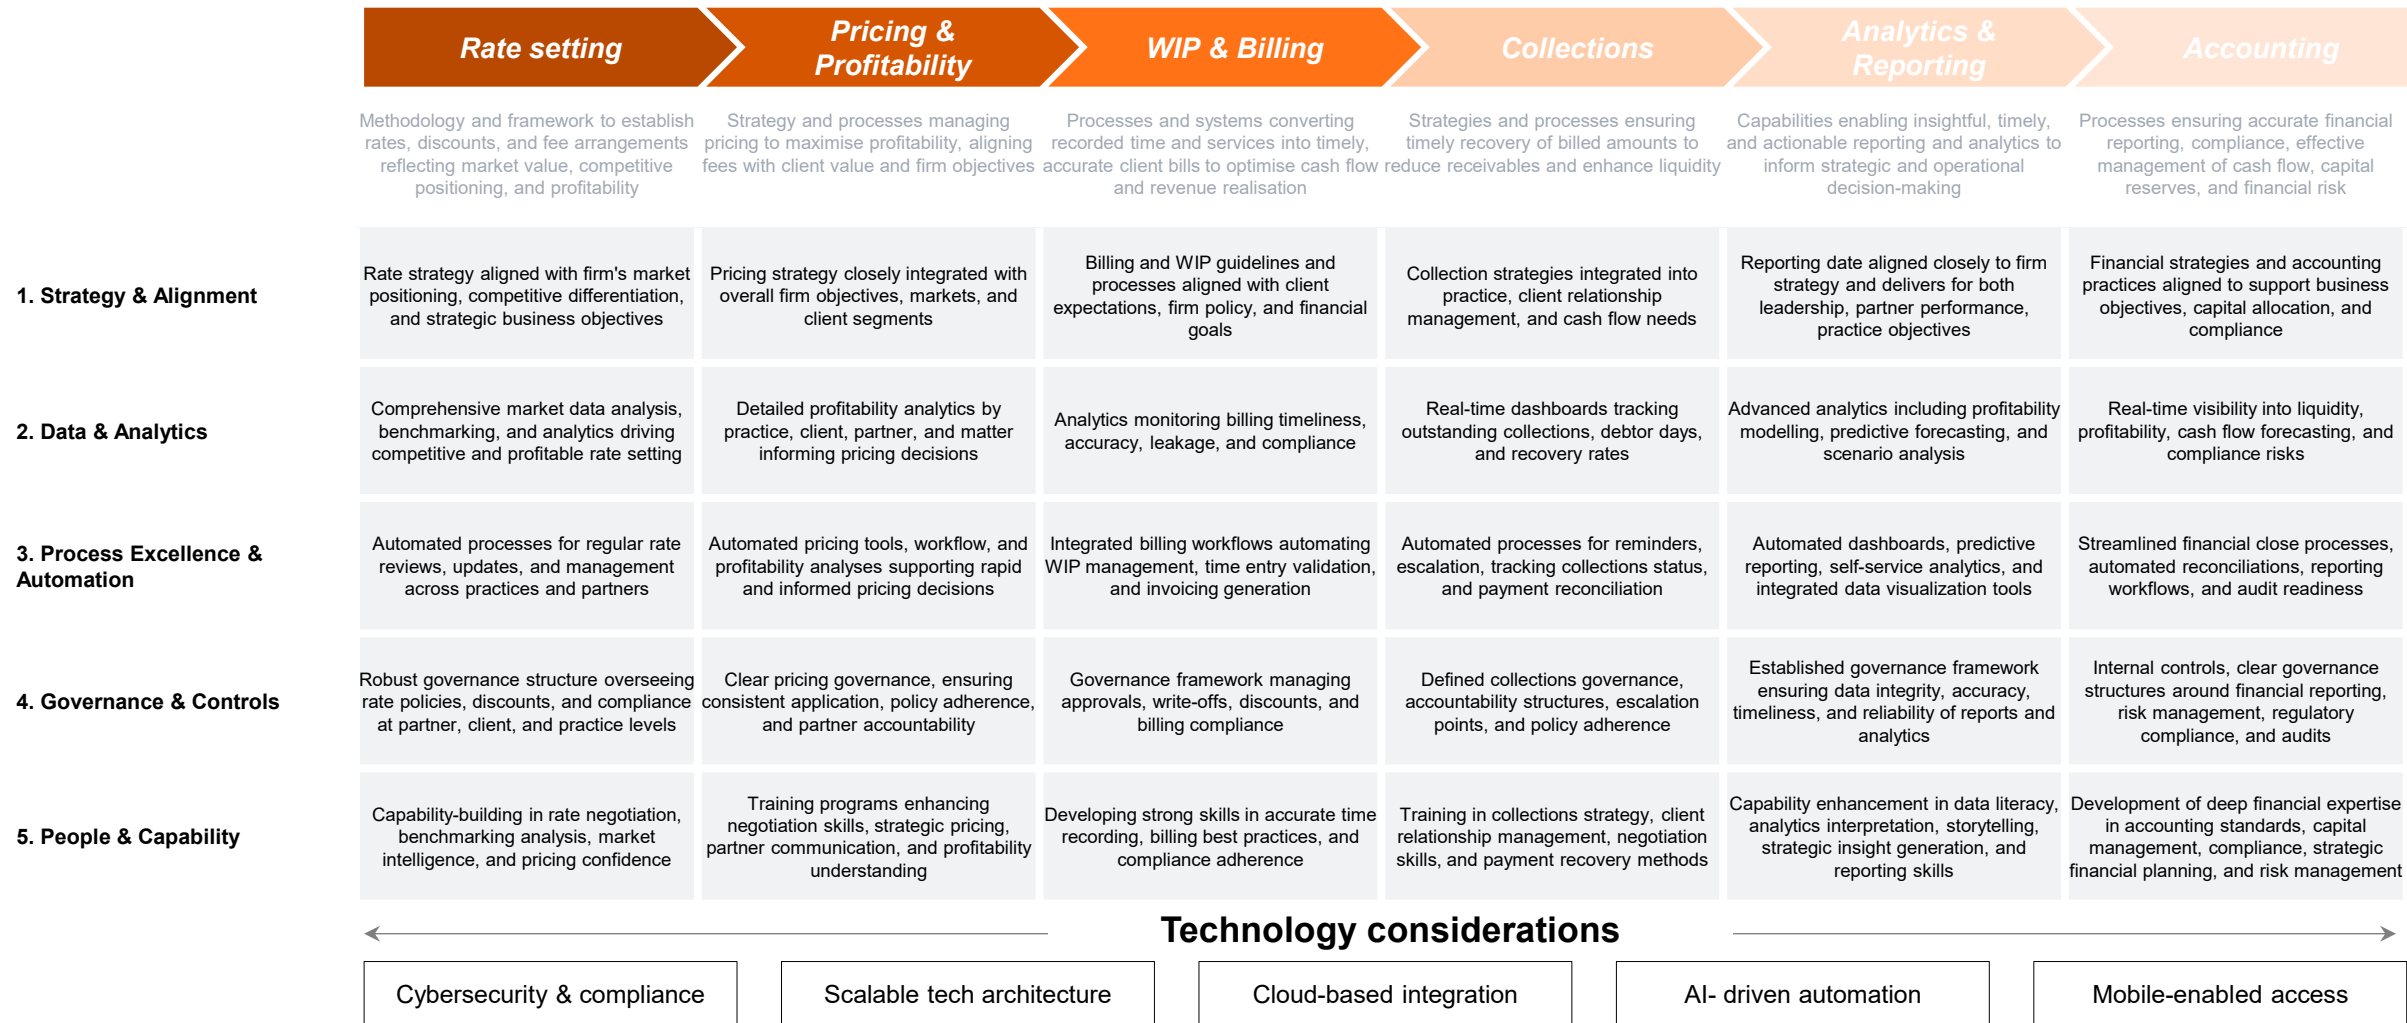 Rate setting
Pricing &
Profitability
WIP & Billing
Collections
Analytics &
Reporting
Accounting
Methodology and framework to establish
rates, discounts, and fee arrangements
reflecting market value, competitive
positioning, and profitability
Strategy and processes managing
pricing to maximise profitability, aligning
fees with client value and firm objectives
Processes and systems converting
recorded time and services into timely,
accurate client bills to optimise cash flow
and revenue realisation
Strategies and processes ensuring
timely recovery of billed amounts to
reduce receivables and enhance liquidity
Capabilities enabling insightful, timely,
and actionable reporting and analytics to
inform strategic and operational
decision-making
Processes ensuring accurate financial
reporting, compliance, effective
management of cash flow, capital
reserves, and financial risk
1. Strategy & Alignment
Rate strategy aligned with firm's market
positioning, competitive differentiation,
and strategic business objectives
Pricing strategy closely integrated with
overall firm objectives, markets, and
client segments
Billing and WIP guidelines and
processes aligned with client
expectations, firm policy, and financial
goals
Collection strategies integrated into
practice, client relationship
management, and cash flow needs
Reporting date aligned closely to firm
strategy and delivers for both
leadership, partner performance,
practice objectives
Financial strategies and accounting
practices aligned to support business
objectives, capital allocation, and
compliance
2. Data & Analytics
Comprehensive market data analysis,
benchmarking, and analytics driving
competitive and profitable rate setting
Detailed profitability analytics by
practice, client, partner, and matter
informing pricing decisions
Analytics monitoring billing timeliness,
accuracy, leakage, and compliance
Real-time dashboards tracking
outstanding collections, debtor days,
and recovery rates
Advanced analytics including profitability
modelling, predictive forecasting, and
scenario analysis
Real-time visibility into liquidity,
profitability, cash flow forecasting, and
compliance risks
3. Process Excellence &
Automation
Automated processes for regular rate
reviews, updates, and management
across practices and partners
Automated pricing tools, workflow, and
profitability analyses supporting rapid
and informed pricing decisions
Integrated billing workflows automating
WIP management, time entry validation,
and invoicing generation
Automated processes for reminders,
escalation, tracking collections status,
and payment reconciliation
Automated dashboards, predictive
reporting, self-service analytics, and
integrated data visualization tools
Streamlined financial close processes,
automated reconciliations, reporting
workflows, and audit readiness
4. Governance & Controls
Robust governance structure overseeing
rate policies, discounts, and compliance
at partner, client, and practice levels
Clear pricing governance, ensuring
consistent application, policy adherence,
and partner accountability
Governance framework managing
approvals, write-offs, discounts, and
billing compliance
Defined collections governance,
accountability structures, escalation
points, and policy adherence
Established governance framework
ensuring data integrity, accuracy,
timeliness, and reliability of reports and
analytics
Internal controls, clear governance
structures around financial reporting,
risk management, regulatory
compliance, and audits
5. People & Capability
Capability-building in rate negotiation,
benchmarking analysis, market
intelligence, and pricing confidence
Training programs enhancing
negotiation skills, strategic pricing,
partner communication, and profitability
understanding
Developing strong skills in accurate time
recording, billing best practices, and
compliance adherence
Training in collections strategy, client
relationship management, negotiation
skills, and payment recovery methods
Capability enhancement in data literacy,
analytics interpretation, storytelling,
strategic insight generation, and
reporting skills
Development of deep financial expertise
in accounting standards, capital
management, compliance, strategic
financial planning, and risk management
Technology considerations
Cybersecurity & compliance
Scalable tech architecture
Cloud-based integration
AI- driven automation
Mobile-enabled access